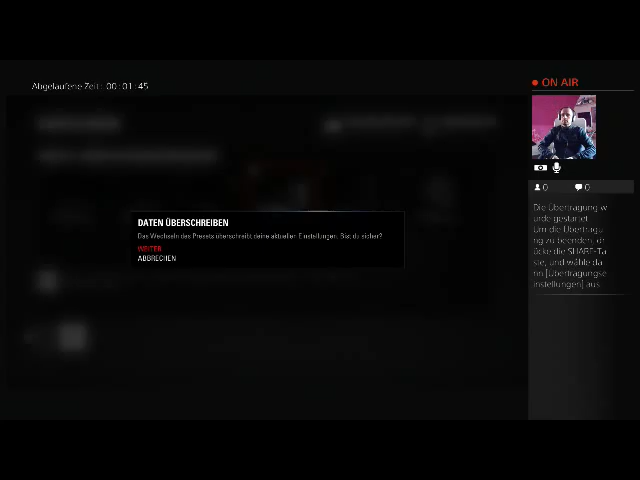 Abgelaufene Zeit: 00:01:45
ON AIR
0 0
DATEN ÜBERSCHREIBEN
Das Wechseln des Presets überschreibt deine aktuellen Einstellungen. Bist du sicher?
WEITER
ABBRECHEN
Die Übertragung w
urde gestartet.
Um die Übertragu
ng zu beenden, dr
ücke die SHARE-Ta
ste, und wähle da
nn [Übertragungse
instellungen] aus.